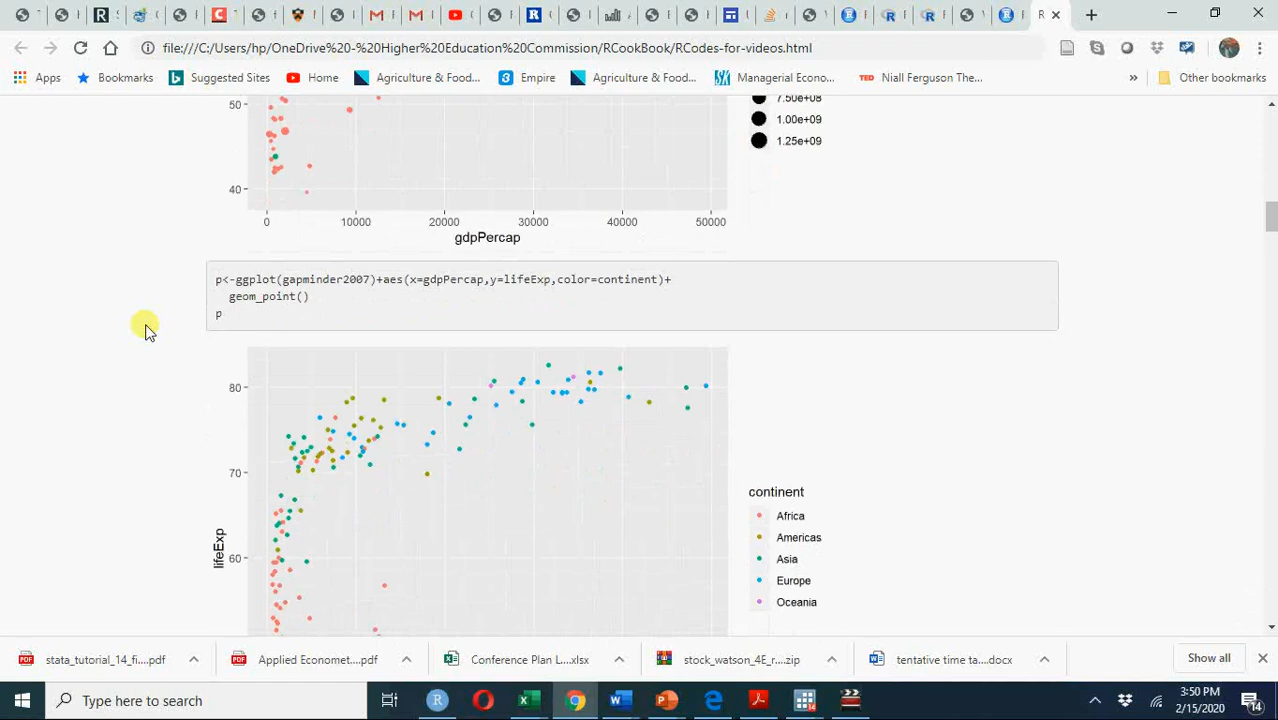 file:///C:/Users/hp/OneDrive%20-%20Higher%20Education%20Commission/RCookBook/RCodes-for-videos.html
Apps
Bookmarks
Suggested Sites
Home
Agriculture & Food...
Empire
Agriculture & Food...
Managerial Econo...
Niall Ferguson The...
»
Other bookmarks
50
40
7.50e+08
1.00e+09
1.25e+09
0 10000 20000 30000 40000 50000
gdpPercap
p<-ggplot(gapminder2007)+aes(x=gdpPercap,y=lifeExp,color=continent)+
geom_point()
p
80
70
60
lifeExp
continent
Africa
Americas
Asia
Europe
Oceania
stata_tutorial_14_fi....pdf
Applied Economet....pdf
Conference Plan L....xlsx
stock_watson_4E_r....zip
tentative time ta....docx
Show all
Type here to search
3:50 PM
2/15/2020
14